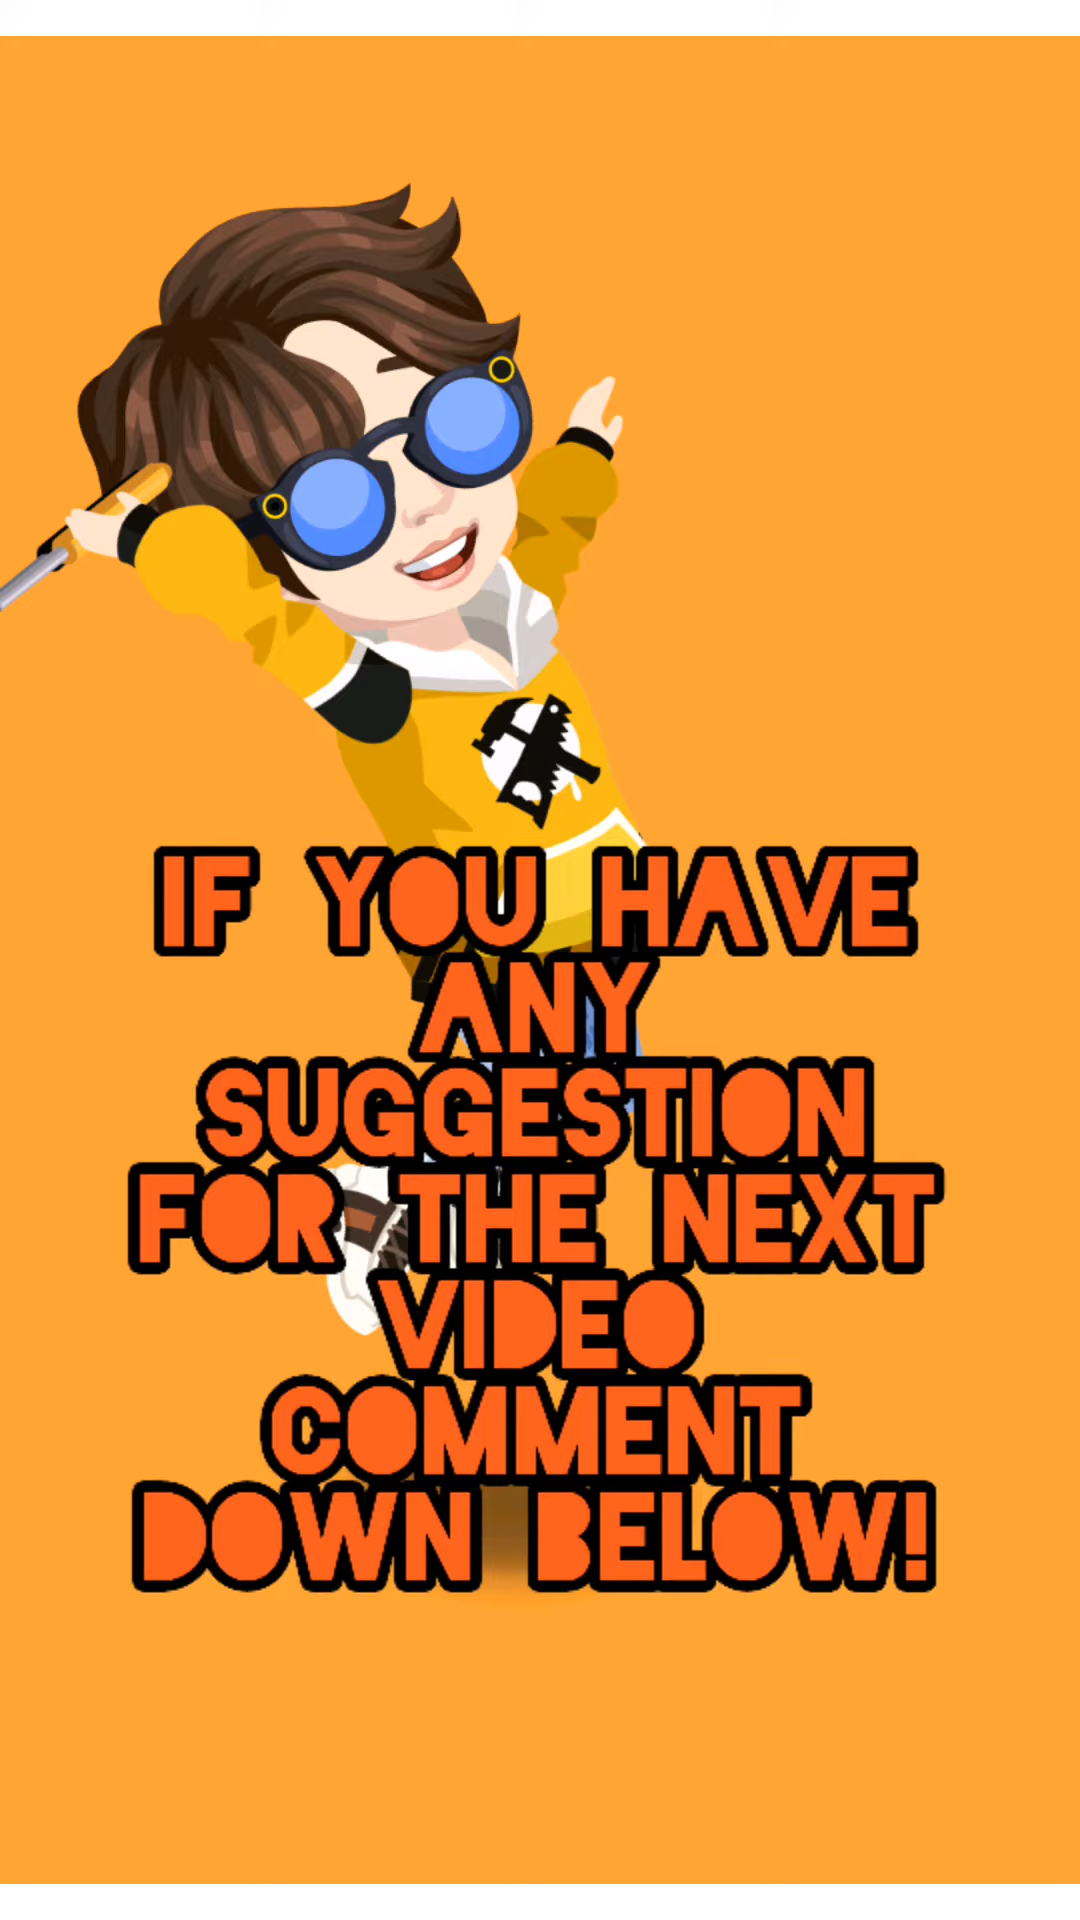 IF YOU HAVE
ANY
SUGGESTION
FOR THE NEXT
VIDEO
COMMENT
DOWN BELOW!